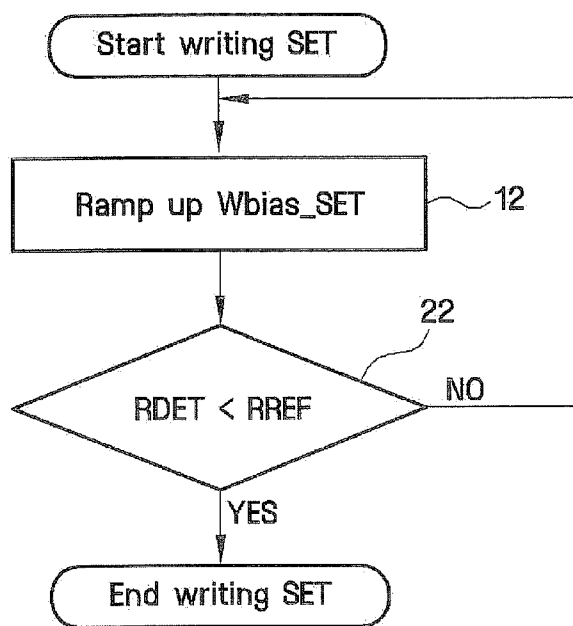 Start writing SET
Ramp up Wbias_SET
12
22
RDET < RREF
NO
YES
End writing SET